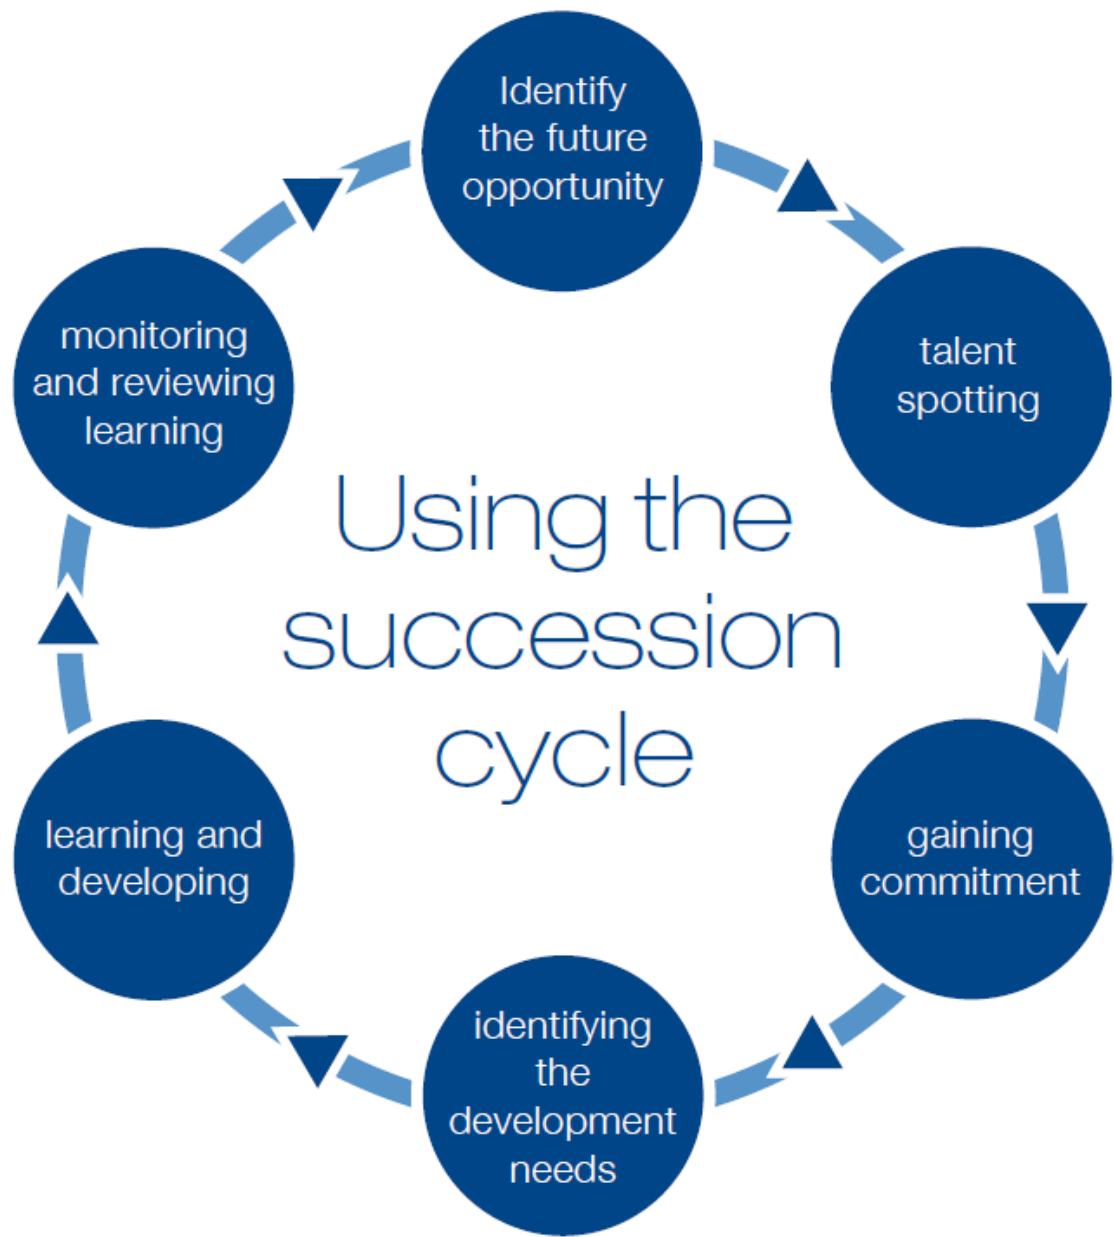 Identify
the future
opportunity
talent
spotting
gaining
commitment
identifying
the
development
needs
learning and
developing
monitoring
and reviewing
learning
Using the
succession
cycle